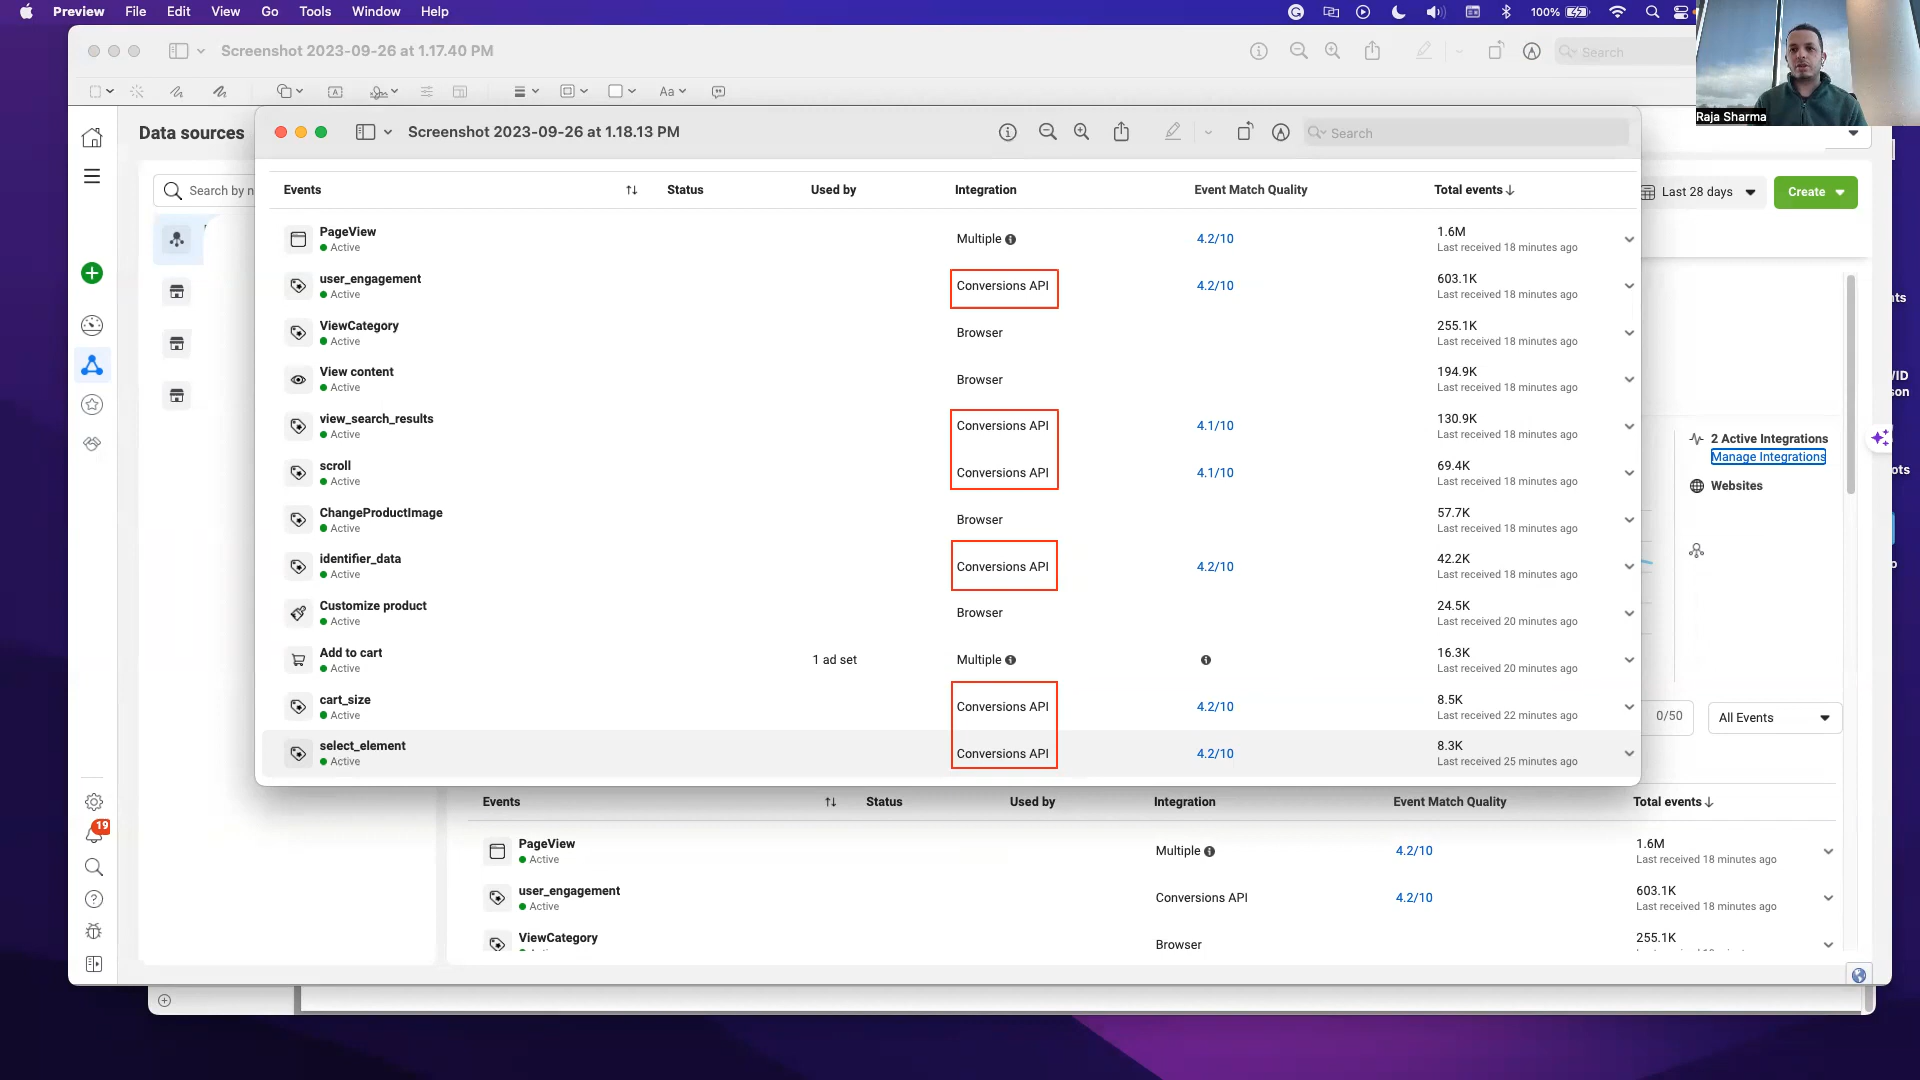 Preview File Edit View Go Tools Window Help
100%
Screenshot 2023-09-26 at 1.17.40 PM
Search
Aa
Raja Sharma
Data sources
Screenshot 2023-09-26 at 1.18.13 PM
Search
Search by n
Last 28 days
Create
Events Status Used by Integration Event Match Quality Total events
PageView Multiple 4.2/10 1.6M
Active Last received 18 minutes ago
user_engagement Conversions API 4.2/10 603.1K
Active Last received 18 minutes ago
ViewCategory Browser 255.1K
Active Last received 18 minutes ago
View content Browser 194.9K
Active Last received 18 minutes ago
view_search_results Conversions API 4.1/10 130.9K
Active Last received 18 minutes ago
scroll Conversions API 4.1/10 69.4K
Active Last received 18 minutes ago
ChangeProductImage Browser 57.7K
Active Last received 18 minutes ago
identifier_data Conversions API 4.2/10 42.2K
Active Last received 18 minutes ago
Customize product Browser 24.5K
Active Last received 20 minutes ago
Add to cart 1 ad set Multiple 16.3K
Active Last received 20 minutes ago
cart_size Conversions API 4.2/10 8.5K
Active Last received 22 minutes ago
select_element Conversions API 4.2/10 8.3K
Active Last received 25 minutes ago
2 Active Integrations
Manage Integrations
Websites
0/50
All Events
19
Events Status Used by Integration Event Match Quality Total events
PageView Multiple 4.2/10 1.6M
Active Last received 18 minutes ago
user_engagement Conversions API 4.2/10 603.1K
Active Last received 18 minutes ago
ViewCategory Browser 255.1K